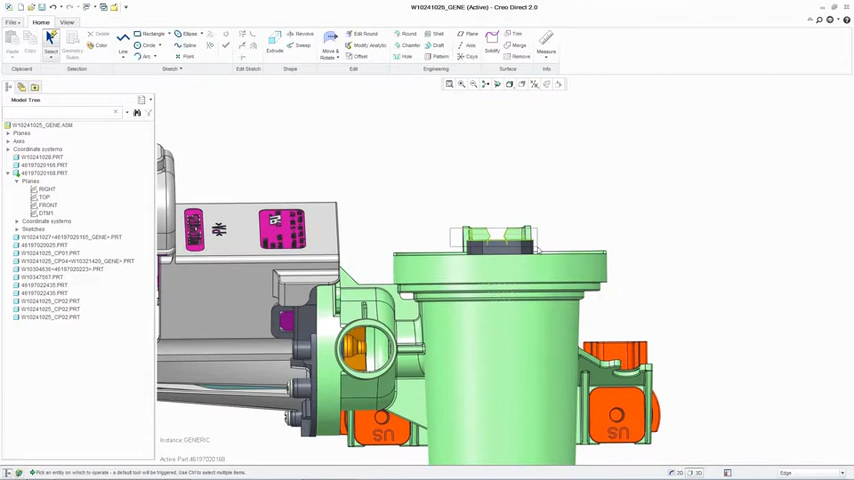 W10241025_GENE (Active) - Creo Direct 2.0
File
Home
View
Paste
Copy
Clipboard
Select
Geometry Rules
Color
Selection
Line
Rectangle
Circle
Arc
Ellipse
Spline
Point
Sketch
Edit Sketch
Extrude
Revolve
Sweep
Shape
Move & Rotate
Edit Round
Modify Analytic
Offset
Edit
Round
Chamfer
Hole
Shell
Draft
Pattern
Engineering
Plane
Axis
Csys
Solidify
Trim
Merge
Remove
Surface
Measure
Info
Model Tree
W10241025_GENE.ASM
Planes
Axes
Coordinate systems
W10241028.PRT
46197020166.PRT
46197020168.PRT
Planes
RIGHT
TOP
FRONT
DTM1
Coordinate systems
Sketches
W10241027<46197020165_GENE>.PRT
46197020025.PRT
W10241025_CP01.PRT
W10241025_CP04<W10321420_GENE>.PRT
W10304636<46197020223>.PRT
W10347567.PRT
46197022435.PRT
46197022435.PRT
W10241025_CP02.PRT
W10241025_CP02.PRT
W10241025_CP02.PRT
>PA<
US
US
Instance: GENERIC
Active Part 46197020168
Pick an entity on which to operate - a default tool will be triggered. Use Ctrl to select multiple items.
2D
3D
Edge